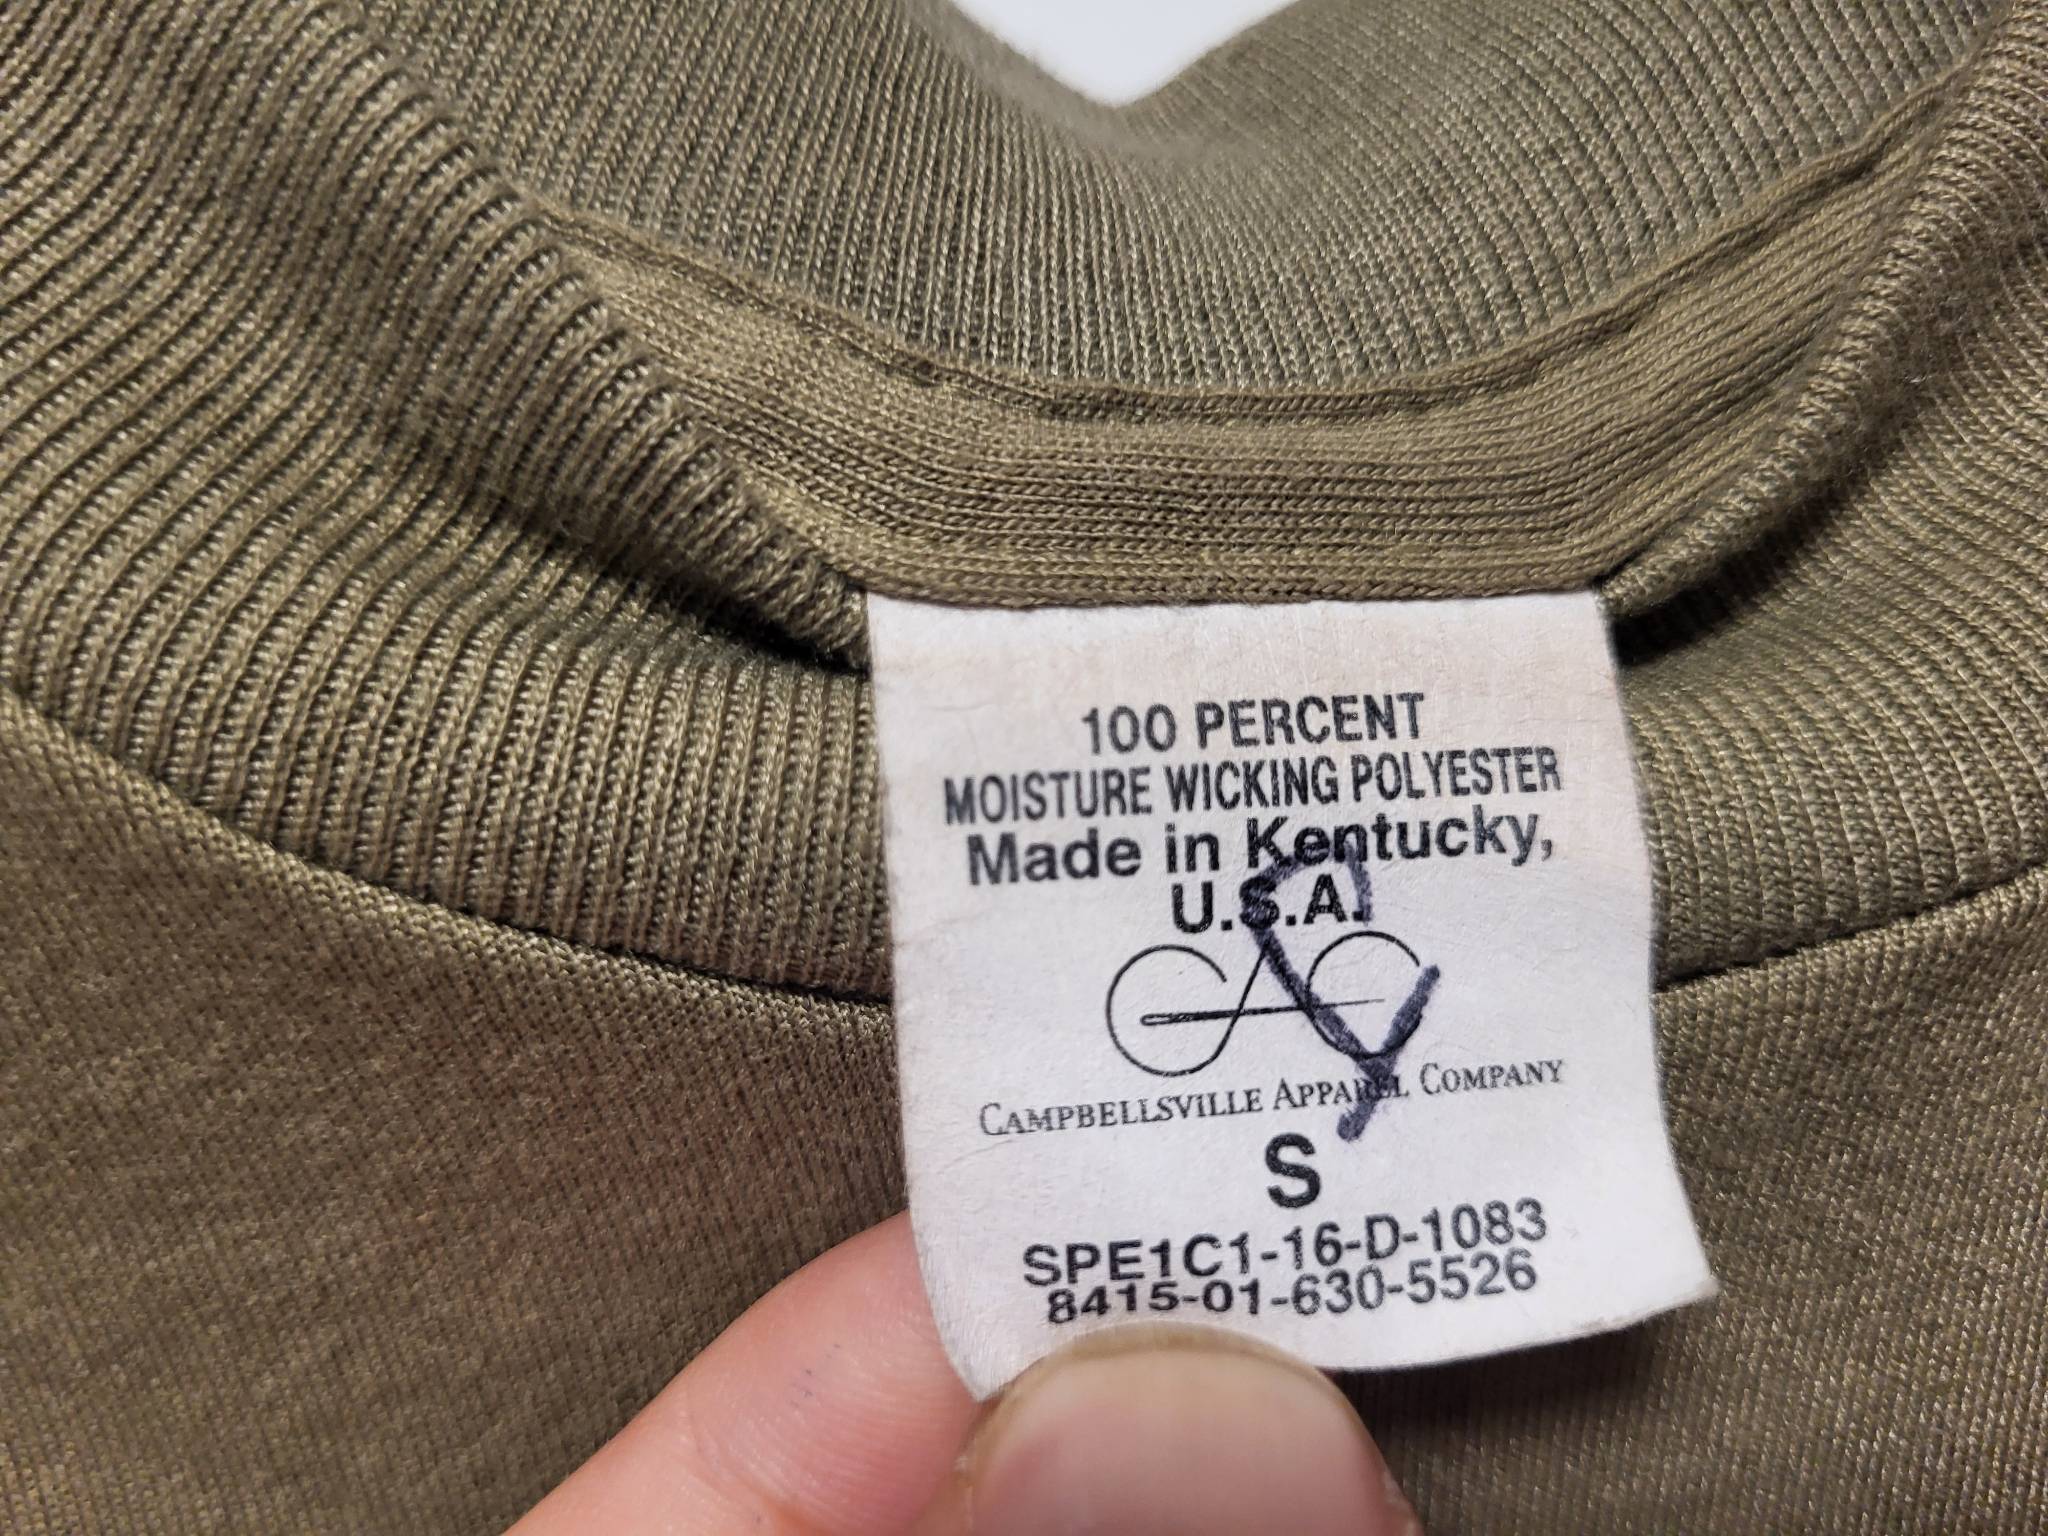 100 PERCENT
MOISTURE WICKING POLYESTER
Made in Kentucky,
U.S.A.
CAMPBELLSVILLE APPAREL COMPANY
S
SPE1C1-16-D-1083
8415-01-630-5526